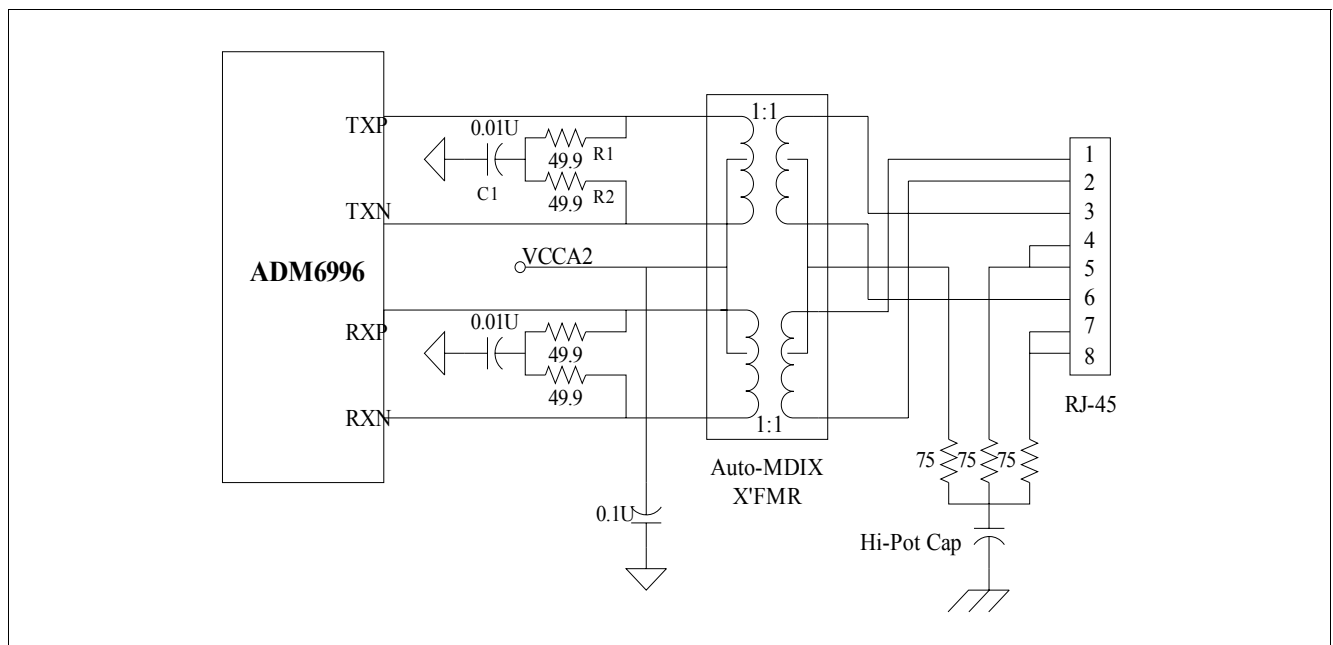 TXP
0.01U
49.9
R1
C1
49.9
R2
TXN
ADM6996
VCCA2
RXP
0.01U
49.9
49.9
RXN
0.1U
1:1
1:1
Auto-MDIX
X'FMR
1
2
3
4
5
6
7
8
RJ-45
75
75
75
Hi-Pot Cap